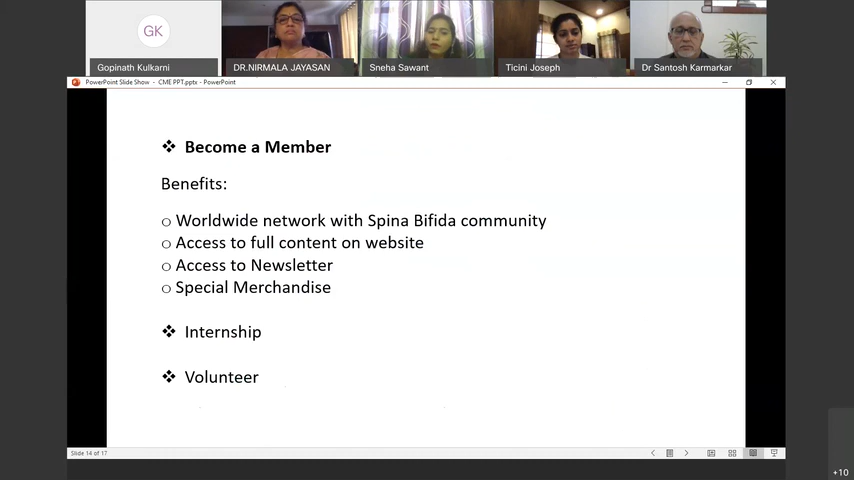 GK
Gopinath Kulkarni
DR.NIRMALA JAYASAN
Sneha Sawant
Ticini Joseph
Dr Santosh Karmarkar
PowerPoint Slide Show - CME PPT.pptx - PowerPoint
❖ Become a Member
Benefits:
o Worldwide network with Spina Bifida community
o Access to full content on website
o Access to Newsletter
o Special Merchandise
❖ Internship
❖ Volunteer
Slide 14 of 17
+10